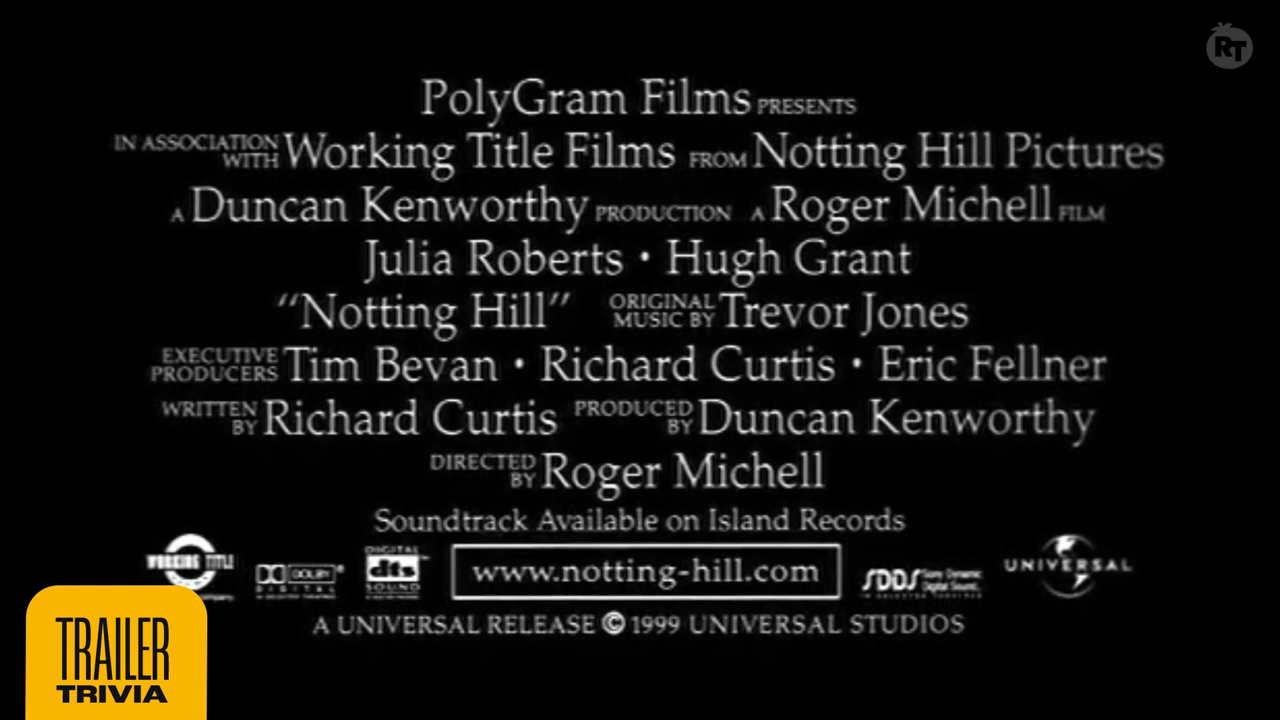 RT
PolyGram Films PRESENTS
IN ASSOCIATION WITH Working Title Films FROM Notting Hill Pictures
A Duncan Kenworthy PRODUCTION A Roger Michell FILM
Julia Roberts • Hugh Grant
"Notting Hill" ORIGINAL MUSIC BY Trevor Jones
EXECUTIVE PRODUCERS Tim Bevan • Richard Curtis • Eric Fellner
WRITTEN BY Richard Curtis PRODUCED BY Duncan Kenworthy
DIRECTED BY Roger Michell
Soundtrack Available on Island Records
WORKING TITLE
DOLBY DIGITAL
DIGITAL dts SOUND
www.notting-hill.com
SDDS Sony Dynamic Digital Sound
UNIVERSAL
A UNIVERSAL RELEASE © 1999 UNIVERSAL STUDIOS
TRAILER
TRIVIA